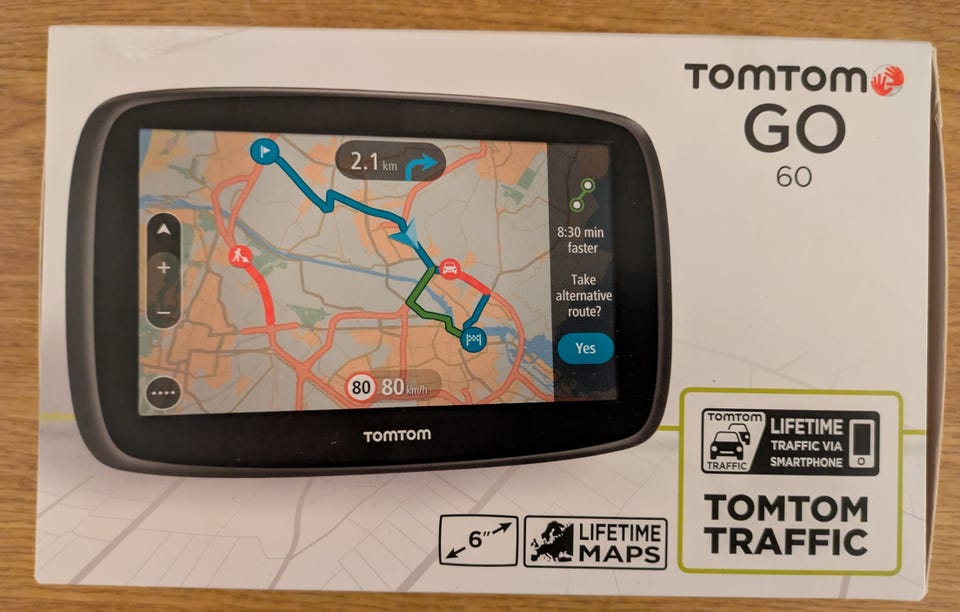 TOMTOM
GO
60
2.1 km
8:30 min
faster
Take
alternative
route?
Yes
+
−
80 80 km/h
TOMTOM
TOMTOM
TRAFFIC
LIFETIME
TRAFFIC VIA
SMARTPHONE
TOMTOM
TRAFFIC
6"
LIFETIME
MAPS